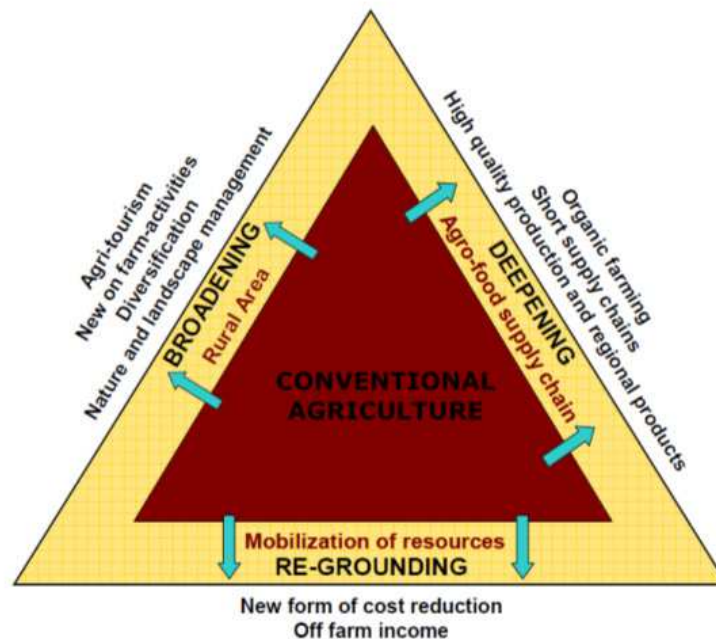 Agri-tourism
New on farm-activities
Diversification
Nature and landscape management
BROADENING
Rural Area
CONVENTIONAL
AGRICULTURE
Organic farming
Short supply chains
High quality production and regional products
DEEPENING
Agro-food supply chain
Mobilization of resources
RE-GROUNDING
New form of cost reduction
Off farm income